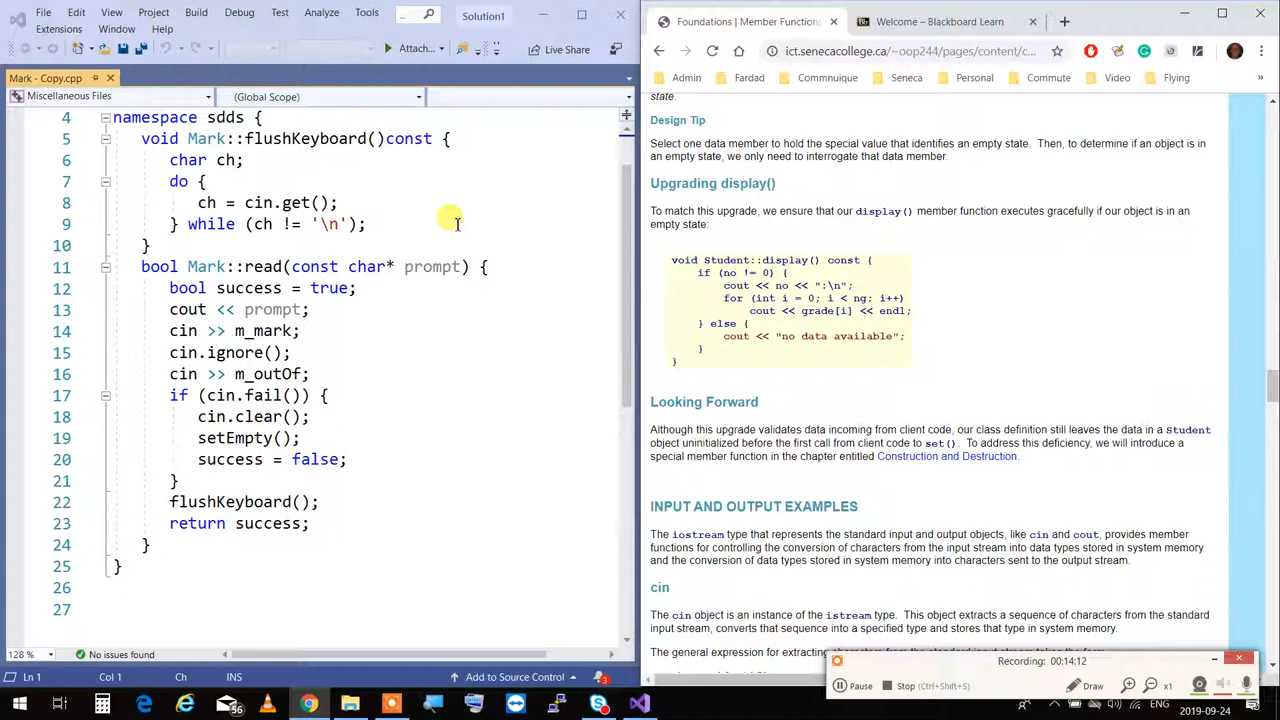 File Edit View Project Build Debug
Test Analyze Tools
Solution1
Extensions Window Help
Attach...
Live Share
Mark - Copy.cpp
Miscellaneous Files
(Global Scope)
4 namespace sdds {
5 void Mark::flushKeyboard()const {
6 char ch;
7 do {
8 ch = cin.get();
9 } while (ch != '\n');
10 }
11 bool Mark::read(const char* prompt) {
12 bool success = true;
13 cout << prompt;
14 cin >> m_mark;
15 cin.ignore();
16 cin >> m_outOf;
17 if (cin.fail()) {
18 cin.clear();
19 setEmpty();
20 success = false;
21 }
22 flushKeyboard();
23 return success;
24 }
25 }
26
27
128 %
No issues found
Ln 1 Col 1 Ch INS
Add to Source Control
3
Foundations | Member Function
Welcome – Blackboard Learn
ict.senecacollege.ca/~oop244/pages/content/c...
Admin Fardad Commnuique Seneca Personal Commute Video Flying »
state.
Design Tip
Select one data member to hold the special value that identifies an empty state. Then, to determine if an object is in
an empty state, we only need to interrogate that data member.
Upgrading display()
To match this upgrade, we ensure that our display() member function executes gracefully if our object is in an
empty state:
void Student::display() const {
if (no != 0) {
cout << no << ":\n";
for (int i = 0; i < ng; i++)
cout << grade[i] << endl;
} else {
cout << "no data available";
}
}
Looking Forward
Although this upgrade validates data incoming from client code, our class definition still leaves the data in a Student
object uninitialized before the first call from client code to set(). To address this deficiency, we will introduce a
special member function in the chapter entitled Construction and Destruction.
INPUT AND OUTPUT EXAMPLES
The iostream type that represents the standard input and output objects, like cin and cout, provides member
functions for controlling the conversion of characters from the input stream into data types stored in system memory
and the conversion of data types stored in system memory into characters sent to the output stream.
cin
The cin object is an instance of the istream type. This object extracts a sequence of characters from the standard
input stream, converts that sequence into a specified type and stores that type in system memory.
The general expression for extracting
Recording: 00:14:12
Pause Stop (Ctrl+Shift+S) Draw x1
56
ENG 9:00 PM
2019-09-24